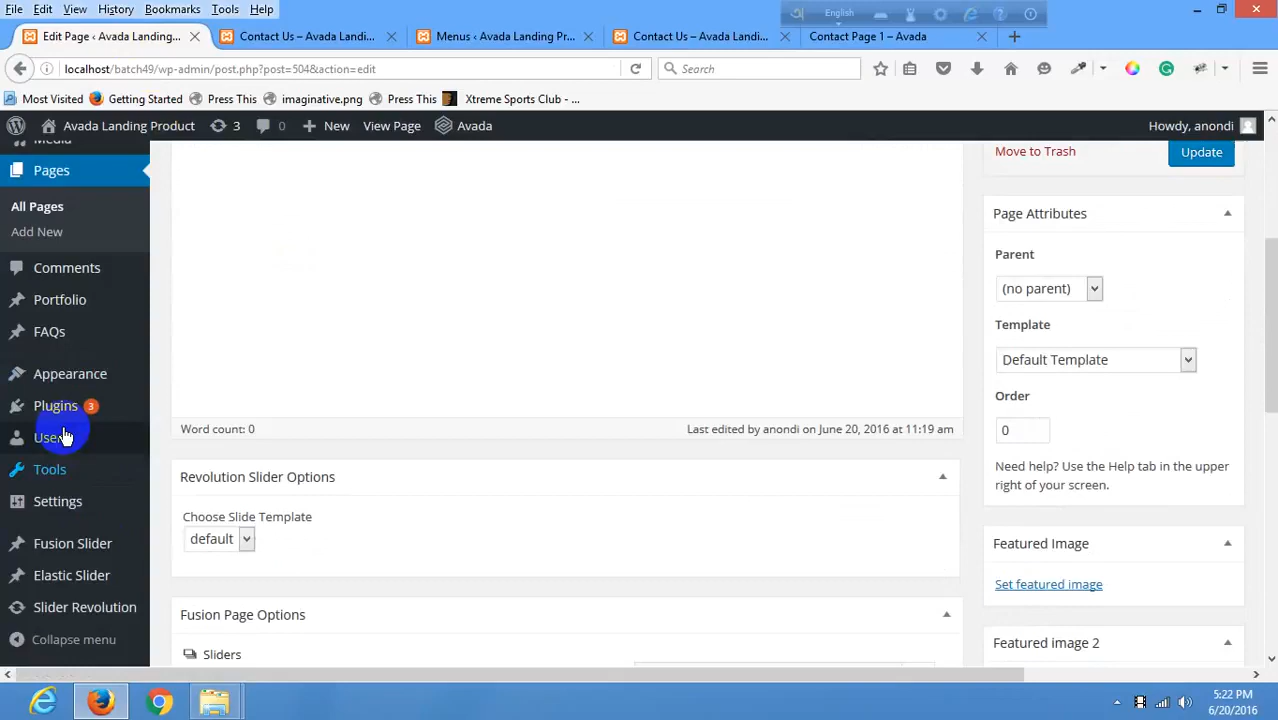 File Edit View History Bookmarks Tools Help
English
Edit Page ‹ Avada Landing... Contact Us – Avada Landi... Menus ‹ Avada Landing Pr... Contact Us – Avada Landi... Contact Page 1 – Avada
localhost/batch49/wp-admin/post.php?post=504&action=edit Search
Most Visited Getting Started Press This imaginative.png Press This Xtreme Sports Club - ...
Avada Landing Product 3 0 New View Page Avada Howdy, anondi
Media
Pages
All Pages
Add New
Comments
Portfolio
FAQs
Appearance
Plugins 3
Tools
Settings
Fusion Slider
Elastic Slider
Slider Revolution
Collapse menu
Word count: 0 Last edited by anondi on June 20, 2016 at 11:19 am
Revolution Slider Options
Choose Slide Template
default
Fusion Page Options
Sliders
Move to Trash Update
Page Attributes
Parent
(no parent)
Template
Default Template
Order
0
Need help? Use the Help tab in the upper
right of your screen.
Featured Image
Set featured image
Featured image 2
5:22 PM
6/20/2016